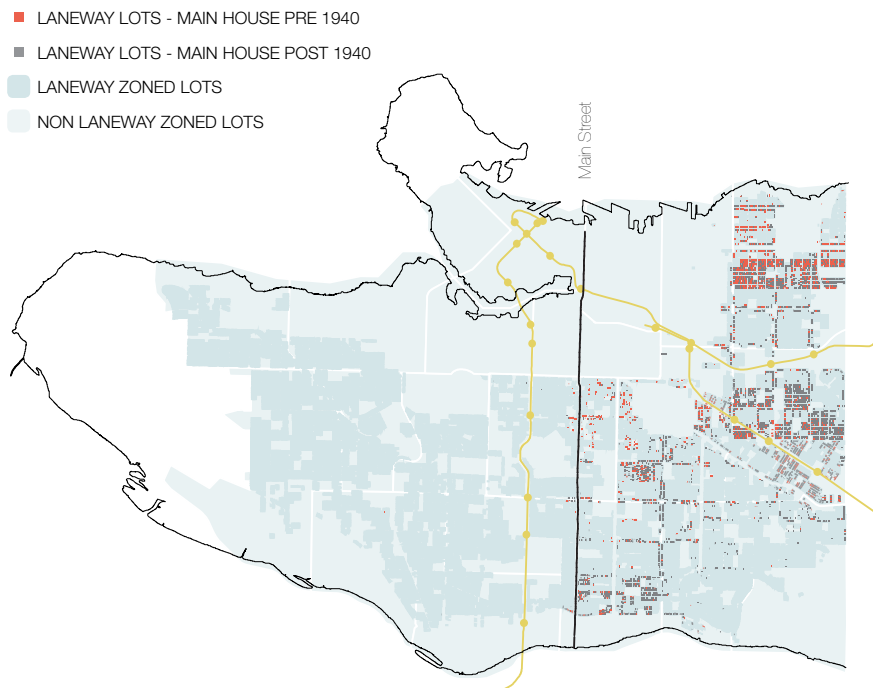 LANEWAY LOTS - MAIN HOUSE PRE 1940
LANEWAY LOTS - MAIN HOUSE POST 1940
LANEWAY ZONED LOTS
NON LANEWAY ZONED LOTS
Main Street